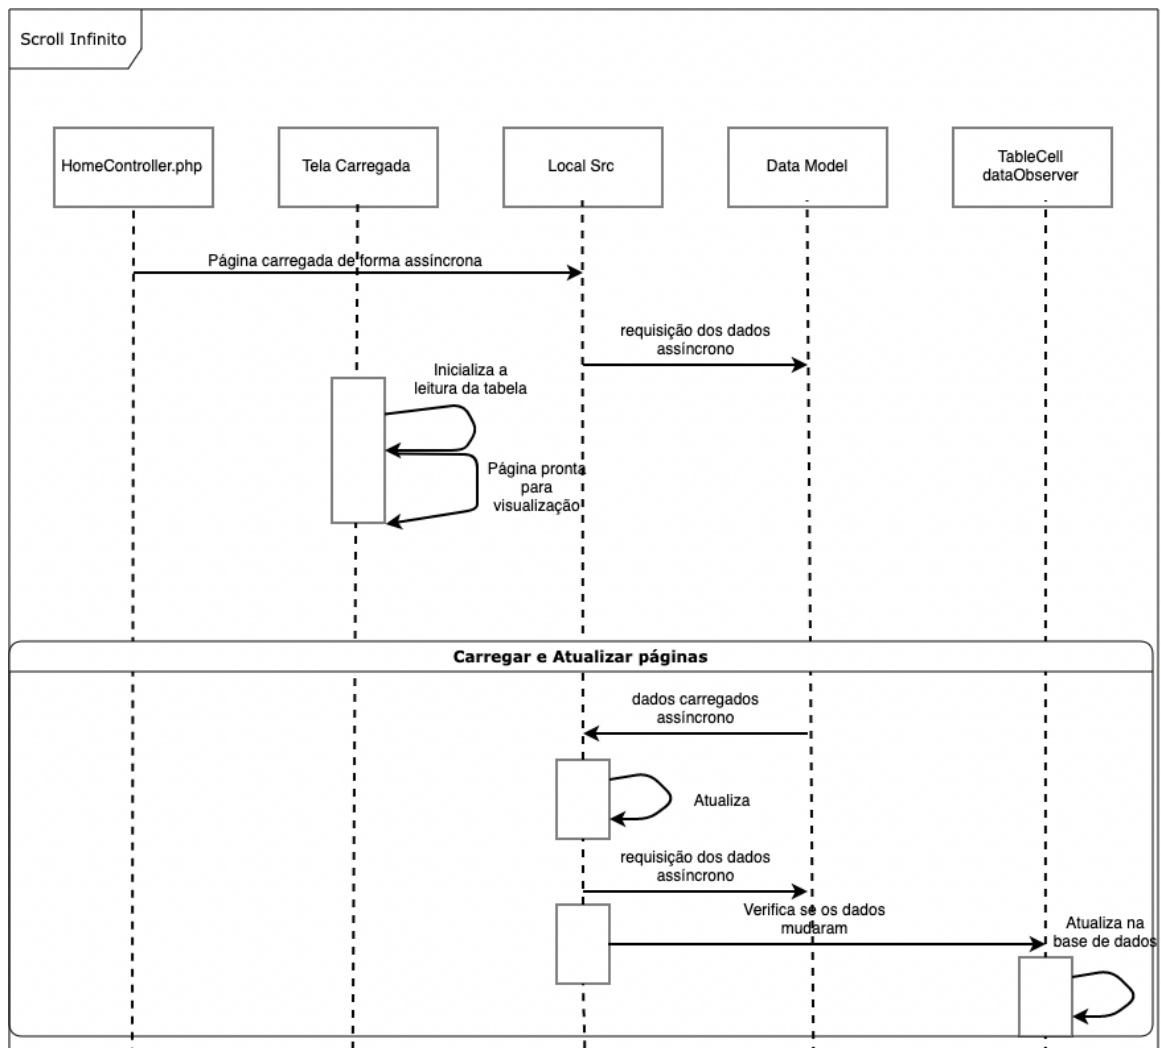 Scroll Infinito
HomeController.php
Tela Carregada
Local Src
Data Model
TableCell
dataObserver
Página carregada de forma assíncrona
requisição dos dados
assíncrono
Inicializa a
leitura da tabela
Página pronta
para
visualização
Carregar e Atualizar páginas
dados carregados
assíncrono
Atualiza
requisição dos dados
assíncrono
Verifica se os dados
mudaram
Atualiza na
base de dados